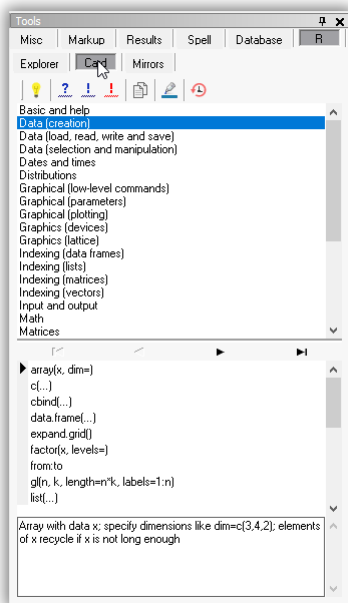 Tools
Misc Markup Results Spell Database R
Explorer Card Mirrors
Basic and help
Data (creation)
Data (load, read, write and save)
Data (selection and manipulation)
Dates and times
Distributions
Graphical (low-level commands)
Graphical (parameters)
Graphical (plotting)
Graphics (devices)
Graphics (lattice)
Indexing (data frames)
Indexing (lists)
Indexing (matrices)
Indexing (vectors)
Input and output
Math
Matrices
array(x, dim=)
c(...)
cbind(...)
data.frame(...)
expand.grid()
factor(x, levels=)
from:to
gl(n, k, length=n*k, labels=1:n)
list(...)
Array with data x; specify dimensions like dim=c(3,4,2); elements
of x recycle if x is not long enough